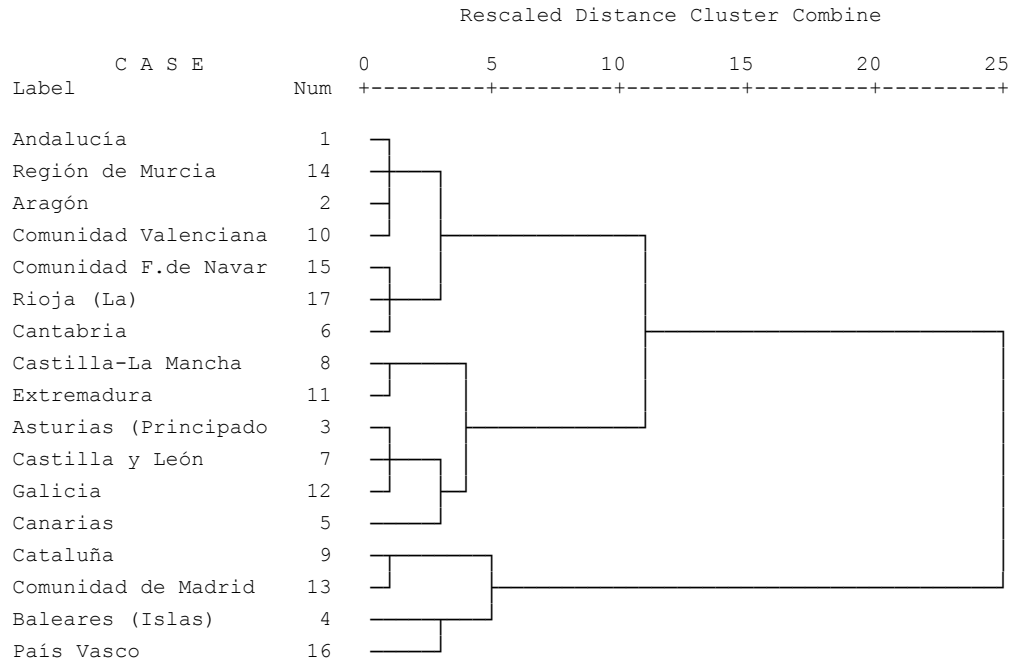 Rescaled Distance Cluster Combine
C A S E 0 5 10 15 20 25
Label Num +---------+---------+---------+---------+---------+
Andalucía 1
Región de Murcia 14
Aragón 2
Comunidad Valenciana 10
Comunidad F.de Navar 15
Rioja (La) 17
Cantabria 6
Castilla-La Mancha 8
Extremadura 11
Asturias (Principado 3
Castilla y León 7
Galicia 12
Canarias 5
Cataluña 9
Comunidad de Madrid 13
Baleares (Islas) 4
País Vasco 16